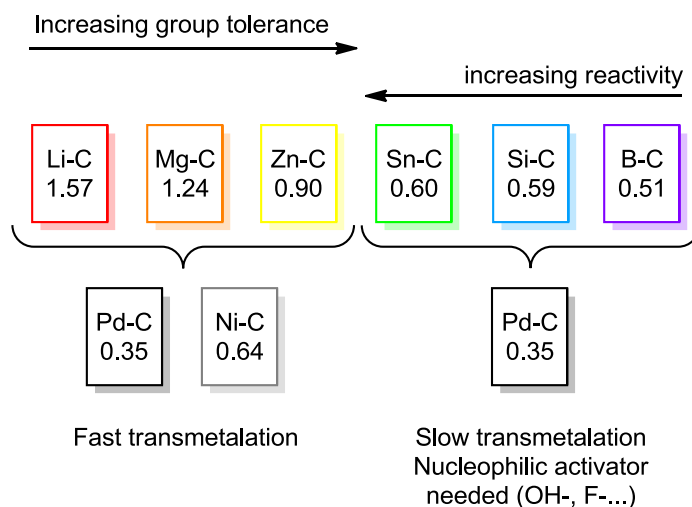 Increasing group tolerance
increasing reactivity
Li-C
1.57
Mg-C
1.24
Zn-C
0.90
Sn-C
0.60
Si-C
0.59
B-C
0.51
Pd-C
0.35
Ni-C
0.64
Pd-C
0.35
Fast transmetalation
Slow transmetalation
Nucleophilic activator
needed (OH-, F-...)